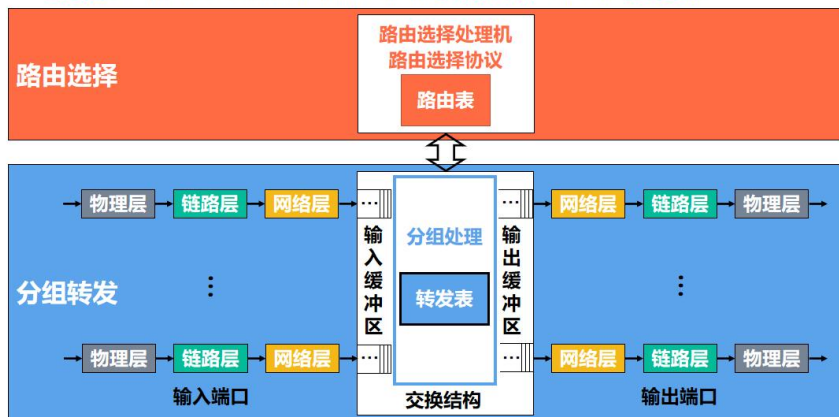 路由选择
路由选择处理机
路由选择协议
路由表
分组转发
物理层
链路层
网络层
…
输入缓冲区
分组处理
转发表
…
输出缓冲区
网络层
链路层
物理层
…
…
物理层
链路层
网络层
…
…
网络层
链路层
物理层
输入端口
交换结构
输出端口